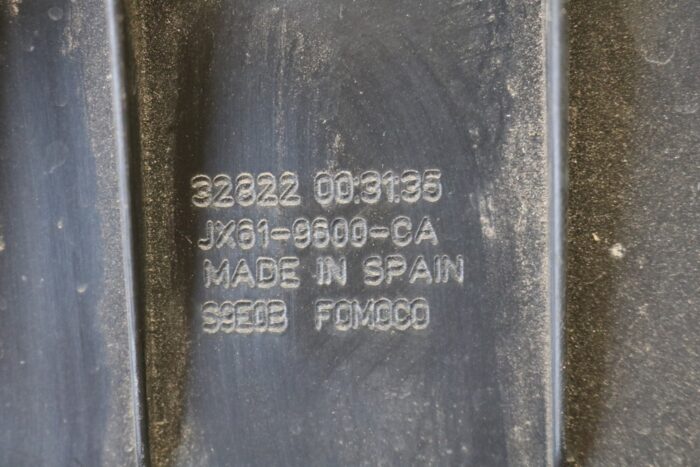 32822 00:31:35
JX61-9600-CA
MADE IN SPAIN
S9E0B FOMOCO